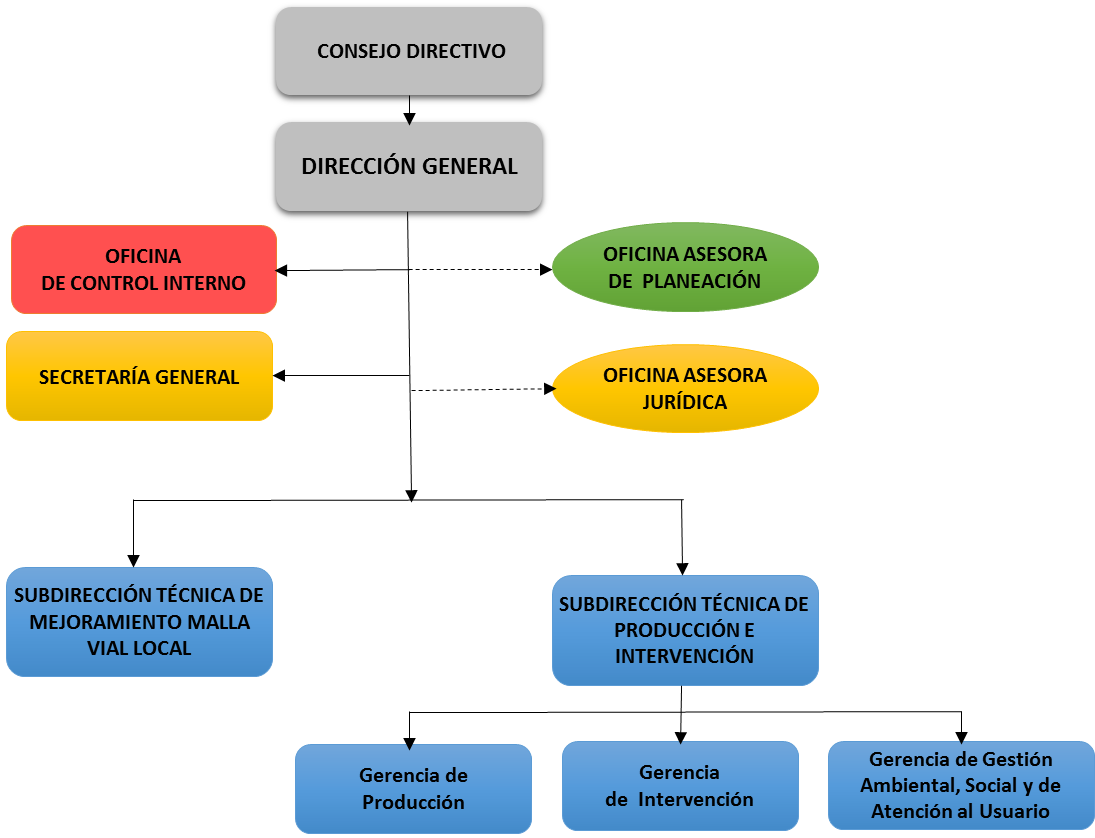 CONSEJO DIRECTIVO
DIRECCIÓN GENERAL
OFICINA
DE CONTROL INTERNO
OFICINA ASESORA
DE PLANEACIÓN
SECRETARÍA GENERAL
OFICINA ASESORA
JURÍDICA
SUBDIRECCIÓN TÉCNICA DE
MEJORAMIENTO MALLA
VIAL LOCAL
SUBDIRECCIÓN TÉCNICA DE
PRODUCCIÓN E
INTERVENCIÓN
Gerencia de
Producción
Gerencia
de Intervención
Gerencia de Gestión
Ambiental, Social y de
Atención al Usuario